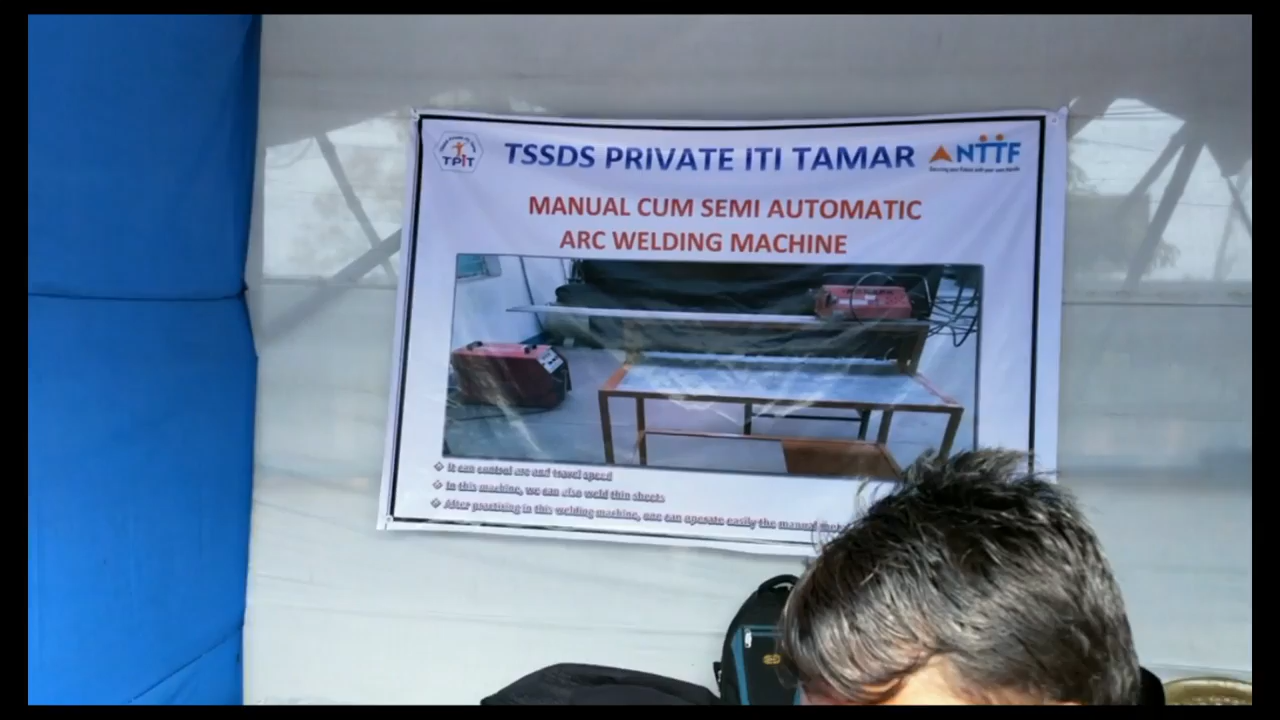 TPIT
TSSDS PRIVATE ITI TAMAR
NTTF
MANUAL CUM SEMI AUTOMATIC
ARC WELDING MACHINE
It can control arc and travel speed
In this machine, we can also weld thin sheets
After practising in this welding machine, one can operate easily the manual